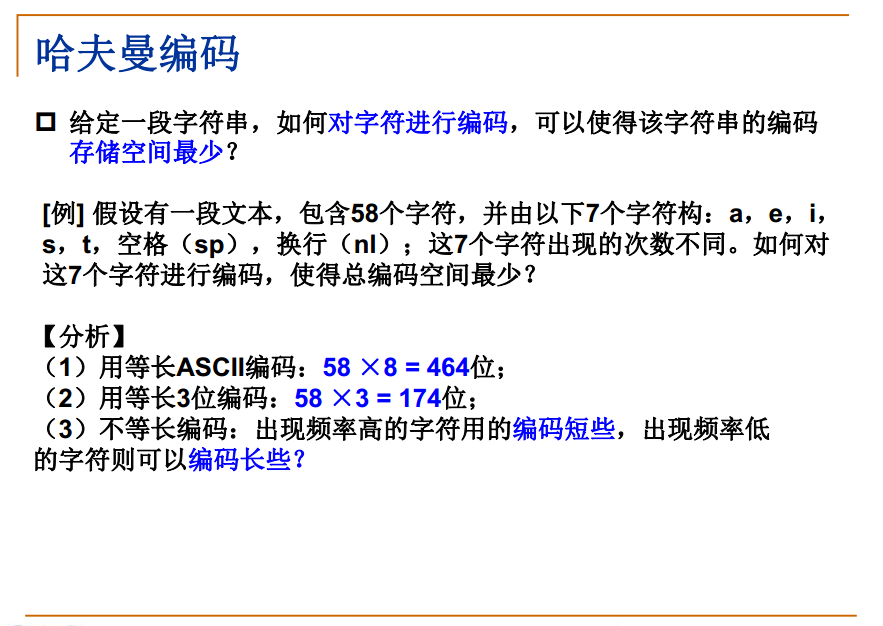 哈夫曼编码
给定一段字符串，如何对字符进行编码，可以使得该字符串的编码
存储空间最少？
[例] 假设有一段文本，包含58个字符，并由以下7个字符构：a，e，i，
s，t，空格（sp），换行（nl）；这7个字符出现的次数不同。如何对
这7个字符进行编码，使得总编码空间最少？
【分析】
（1）用等长ASCII编码：58 ×8 = 464位；
（2）用等长3位编码：58 ×3 = 174位；
（3）不等长编码：出现频率高的字符用的编码短些，出现频率低
的字符则可以编码长些？